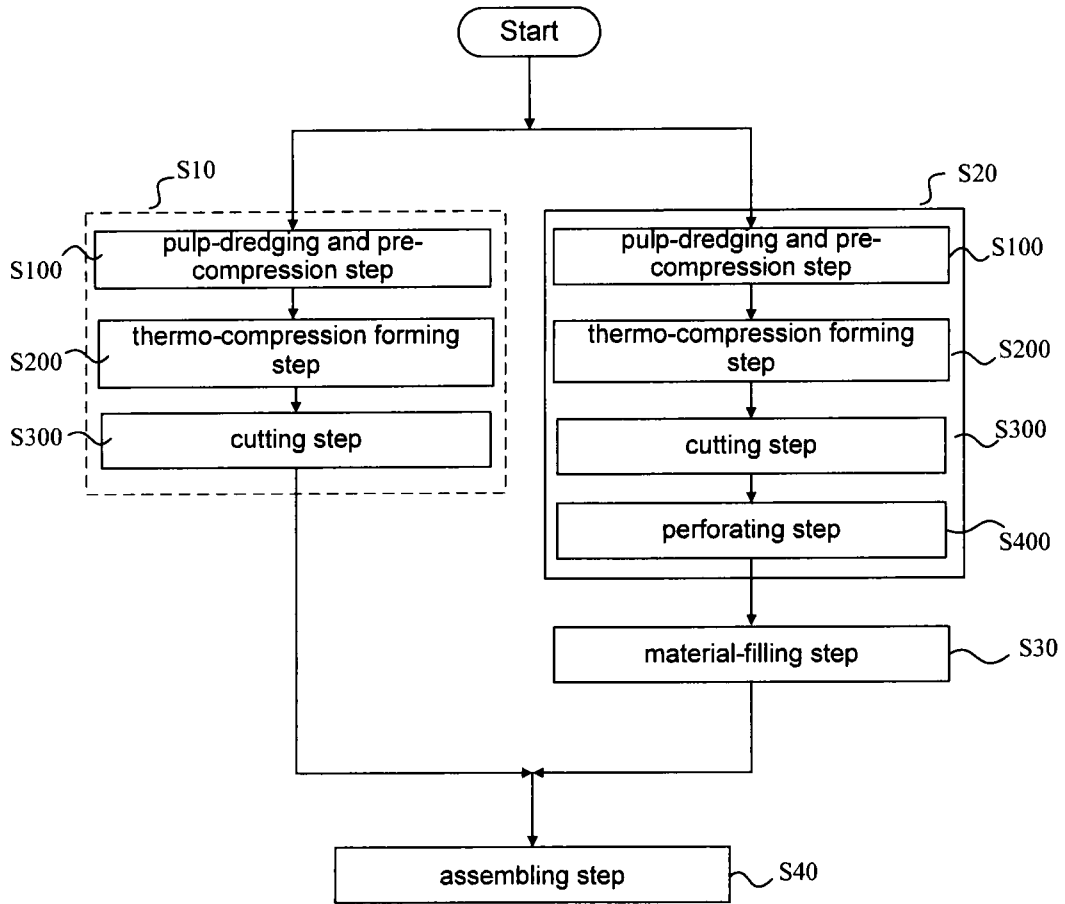 Start
S10
S20
pulp-dredging and pre-
compression step
S100
pulp-dredging and pre-
compression step
S100
thermo-compression forming
step
S200
thermo-compression forming
step
S200
cutting step
S300
cutting step
S300
perforating step
S400
material-filling step
S30
assembling step
S40